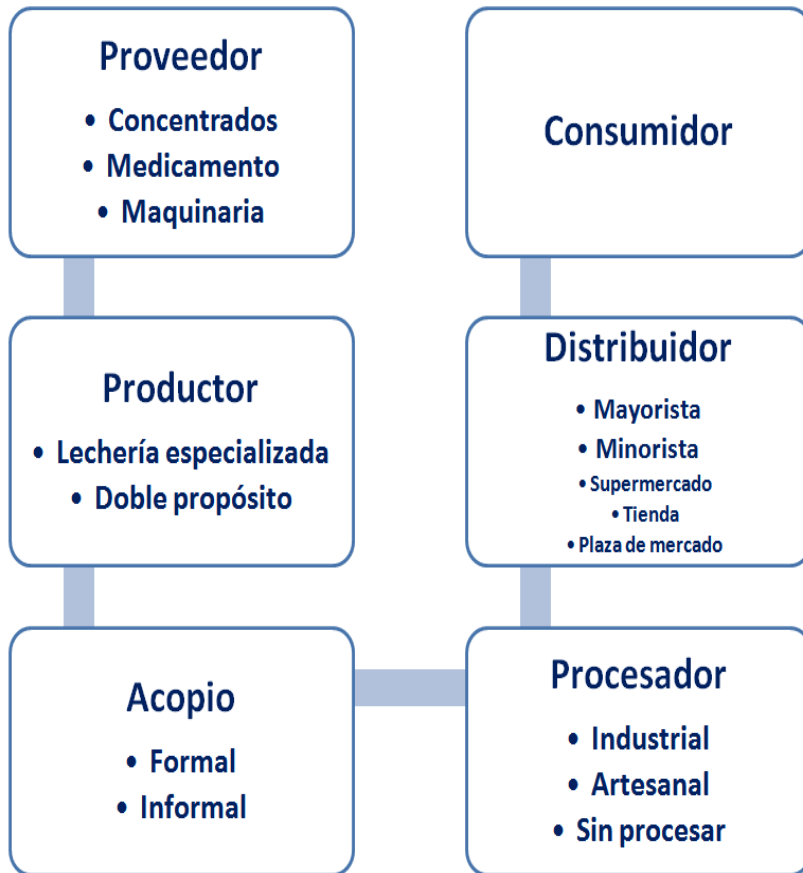 Proveedor
• Concentrados
• Medicamento
• Maquinaria
Productor
• Lechería especializada
• Doble propósito
Acopio
• Formal
• Informal
Procesador
• Industrial
• Artesanal
• Sin procesar
Distribuidor
• Mayorista
• Minorista
• Supermercado
• Tienda
• Plaza de mercado
Consumidor